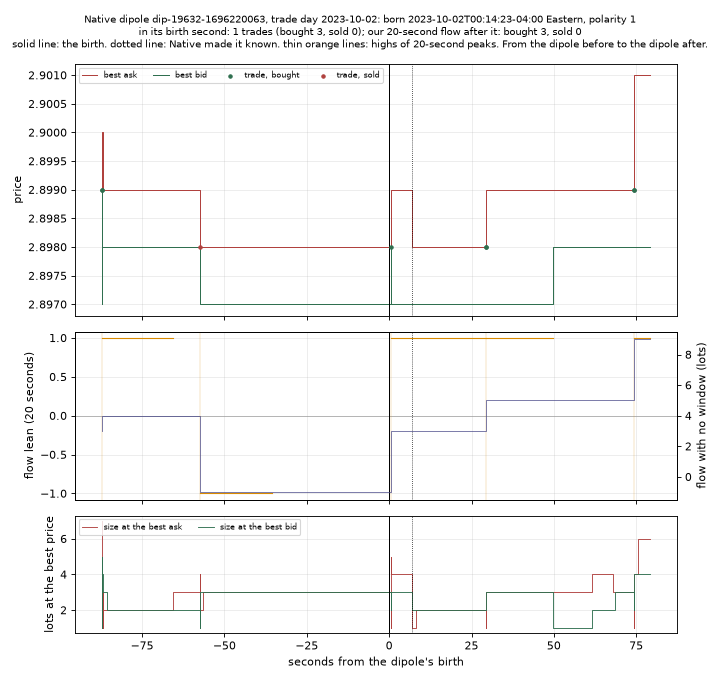 Native dipole dip-19632-1696220063, trade day 2023-10-02: born 2023-10-02T00:14:23-04:00 Eastern, polarity 1
in its birth second: 1 trades (bought 3, sold 0); our 20-second flow after it: bought 3, sold 0
solid line: the birth. dotted line: Native made it known. thin orange lines: highs of 20-second peaks. From the dipole before to the dipole after.
best ask best bid trade, bought trade, sold
2.9010
2.9005
2.9000
2.8995
2.8990
2.8985
2.8980
2.8975
2.8970
price
1.0
0.5
0.0
−0.5
−1.0
flow lean (20 seconds)
8
6
4
2
0
flow with no window (lots)
size at the best ask size at the best bid
6
4
2
lots at the best price
−75 −50 −25 0 25 50 75
seconds from the dipole's birth